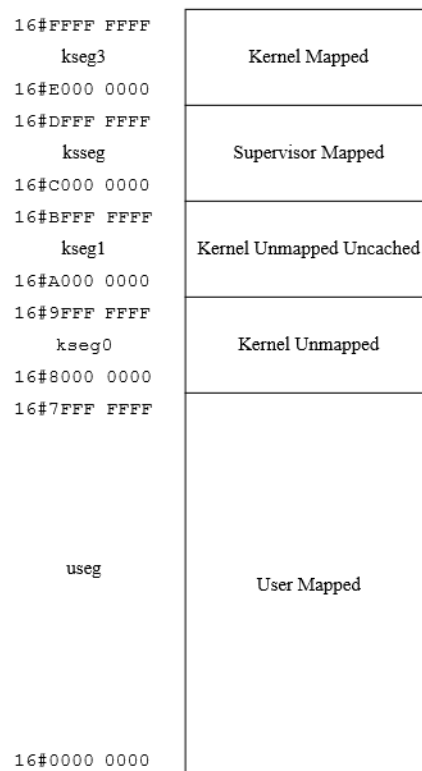 16#FFFF FFFF
kseg3 Kernel Mapped
16#E000 0000
16#DFFF FFFF
ksseg Supervisor Mapped
16#C000 0000
16#BFFF FFFF
kseg1 Kernel Unmapped Uncached
16#A000 0000
16#9FFF FFFF
kseg0 Kernel Unmapped
16#8000 0000
16#7FFF FFFF
useg
User Mapped
16#0000 0000